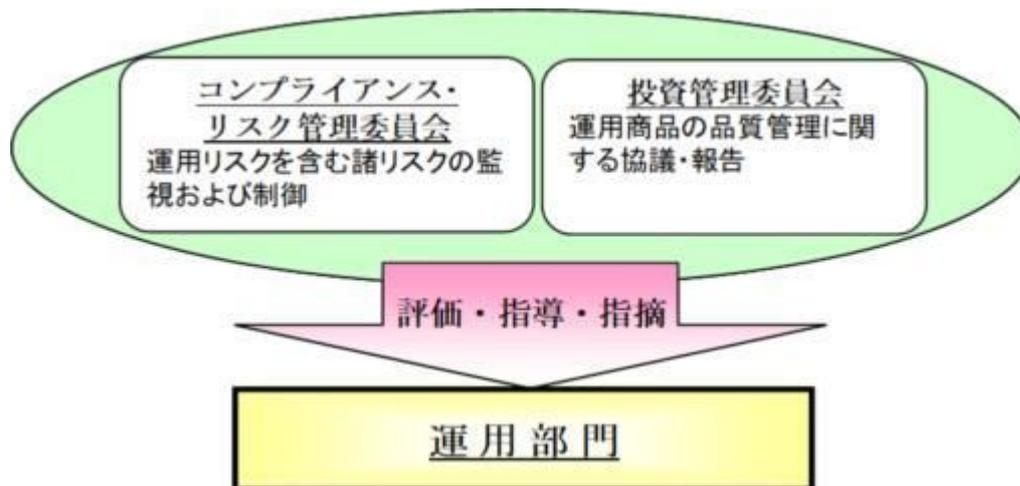 コンプライアンス・
リスク管理委員会
運用リスクを含む諸リスクの監
視および制御
投資管理委員会
運用商品の品質管理に関
する協議・報告
評価・指導・指摘
運用部門